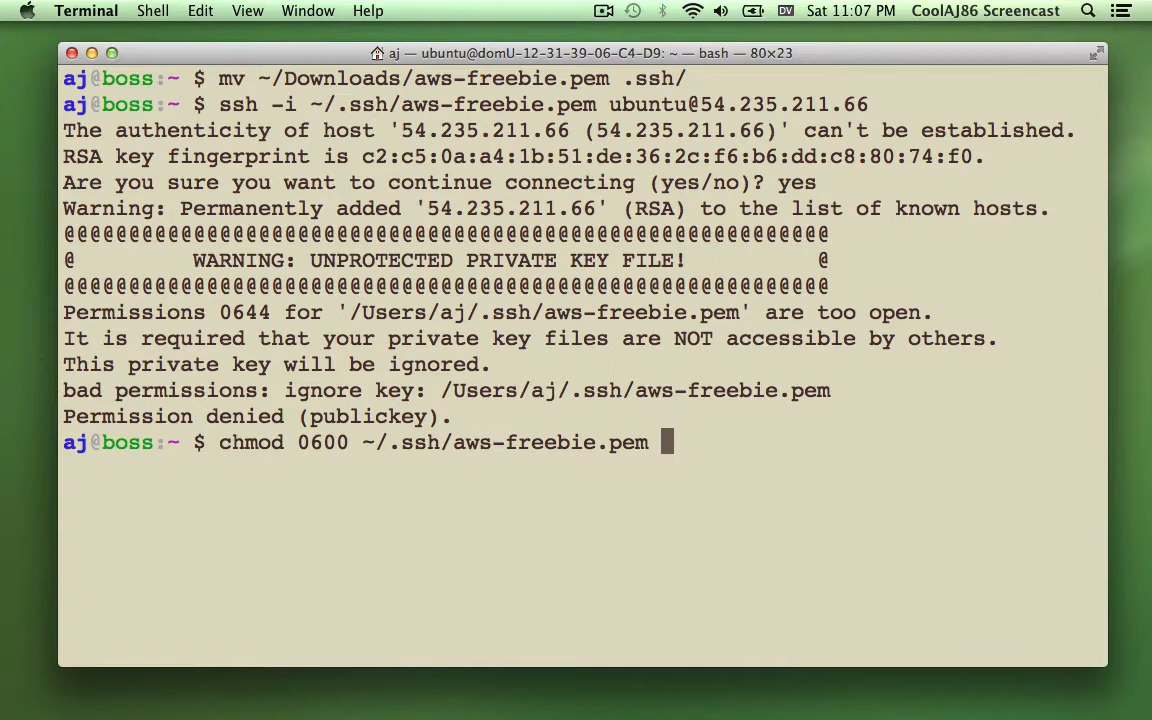 Terminal Shell Edit View Window Help DV Sat 11:07 PM CoolAJ86 Screencast
aj — ubuntu@domU-12-31-39-06-C4-D9: ~ — bash — 80×23
aj@boss:~ $ mv ~/Downloads/aws-freebie.pem .ssh/
aj@boss:~ $ ssh -i ~/.ssh/aws-freebie.pem ubuntu@54.235.211.66
The authenticity of host '54.235.211.66 (54.235.211.66)' can't be established.
RSA key fingerprint is c2:c5:0a:a4:1b:51:de:36:2c:f6:b6:dd:c8:80:74:f0.
Are you sure you want to continue connecting (yes/no)? yes
Warning: Permanently added '54.235.211.66' (RSA) to the list of known hosts.
@@@@@@@@@@@@@@@@@@@@@@@@@@@@@@@@@@@@@@@@@@@@@@@@@@@@@@@@@@@
@         WARNING: UNPROTECTED PRIVATE KEY FILE!          @
@@@@@@@@@@@@@@@@@@@@@@@@@@@@@@@@@@@@@@@@@@@@@@@@@@@@@@@@@@@
Permissions 0644 for '/Users/aj/.ssh/aws-freebie.pem' are too open.
It is required that your private key files are NOT accessible by others.
This private key will be ignored.
bad permissions: ignore key: /Users/aj/.ssh/aws-freebie.pem
Permission denied (publickey).
aj@boss:~ $ chmod 0600 ~/.ssh/aws-freebie.pem